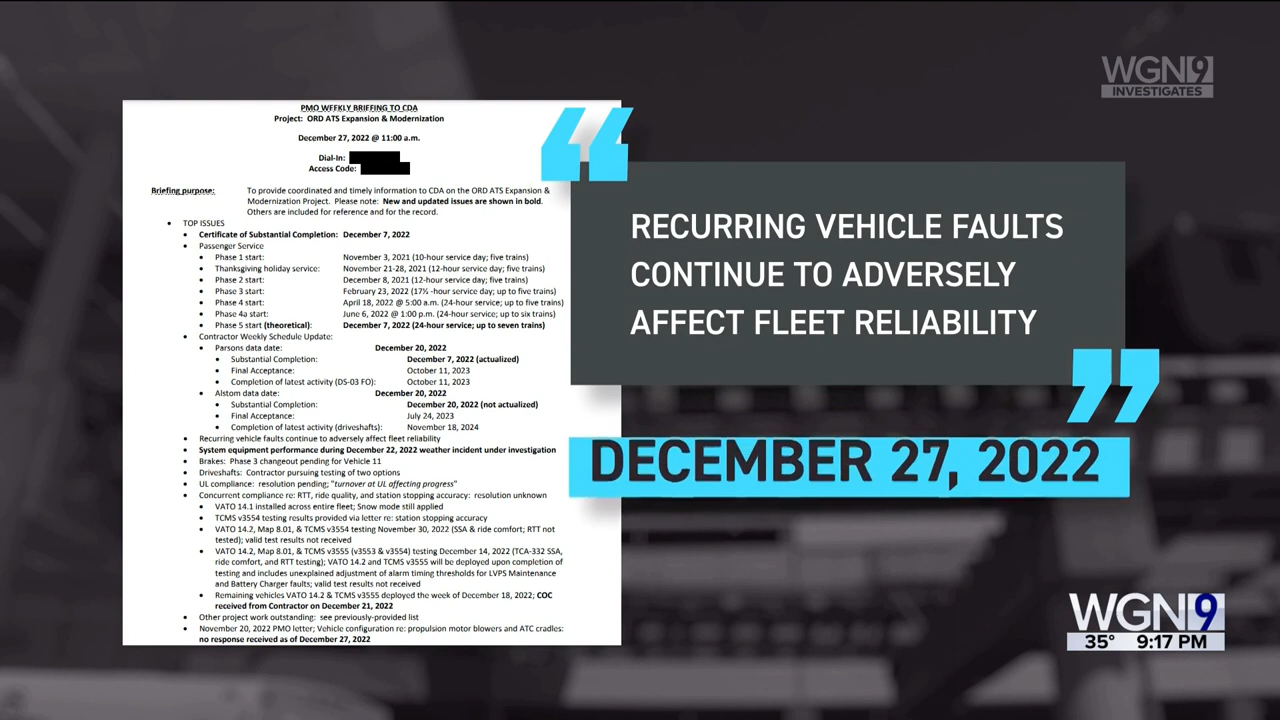 WGN9
INVESTIGATES
PMO WEEKLY BRIEFING TO CDA
Project: ORD ATS Expansion & Modernization
December 27, 2022 @ 11:00 a.m.
Dial-In:
Access Code:
Briefing purpose: To provide coordinated and timely information to CDA on the ORD ATS Expansion &
Modernization Project. Please note: New and updated issues are shown in bold.
Others are included for reference and for the record.
• TOP ISSUES
• Certificate of Substantial Completion: December 7, 2022
• Passenger Service
• Phase 1 start: November 3, 2021 (10-hour service day; five trains)
• Thanksgiving holiday service: November 21-28, 2021 (12-hour service day; five trains)
• Phase 2 start: December 8, 2021 (12-hour service day; five trains)
• Phase 3 start: February 23, 2022 (17½ -hour service day; up to five trains)
• Phase 4 start: April 18, 2022 @ 5:00 a.m. (24-hour service; up to five trains)
• Phase 4a start: June 6, 2022 @ 1:00 p.m. (24-hour service; up to six trains)
• Phase 5 start (theoretical): December 7, 2022 (24-hour service; up to seven trains)
• Contractor Weekly Schedule Update:
• Parsons data date: December 20, 2022
• Substantial Completion: December 7, 2022 (actualized)
• Final Acceptance: October 11, 2023
• Completion of latest activity (DS-03 FO): October 11, 2023
• Alstom data date: December 20, 2022
• Substantial Completion: December 20, 2022 (not actualized)
• Final Acceptance: July 24, 2023
• Completion of latest activity (driveshafts): November 18, 2024
• Recurring vehicle faults continue to adversely affect fleet reliability
• System equipment performance during December 22, 2022 weather incident under investigation
• Brakes: Phase 3 changeout pending for Vehicle 11
• Driveshafts: Contractor pursuing testing of two options
• UL compliance: resolution pending; "turnover at UL affecting progress"
• Concurrent compliance re: RTT, ride quality, and station stopping accuracy: resolution unknown
• VATO 14.1 installed across entire fleet; Snow mode still applied
• TCMS v3554 testing results provided via letter re: station stopping accuracy
• VATO 14.2, Map 8.01, & TCMS v3554 testing November 30, 2022 (SSA & ride comfort; RTT not
tested); valid test results not received
• VATO 14.2, Map 8.01, & TCMS v3555 (v3553 & v3554) testing December 14, 2022 (TCA-332 SSA,
ride comfort, and RTT testing); VATO 14.2 and TCMS v3555 will be deployed upon completion of
testing and includes unexplained adjustment of alarm timing thresholds for LVPS Maintenance
and Battery Charger faults; valid test results not received
• Remaining vehicles VATO 14.2 & TCMS v3555 deployed the week of December 18, 2022; COC
received from Contractor on December 21, 2022
• Other project work outstanding: see previously-provided list
• November 20, 2022 PMO letter; Vehicle configuration re: propulsion motor blowers and ATC cradles:
no response received as of December 27, 2022
“
RECURRING VEHICLE FAULTS
CONTINUE TO ADVERSELY
AFFECT FLEET RELIABILITY
”
DECEMBER 27, 2022
WGN9
35° 9:17 PM